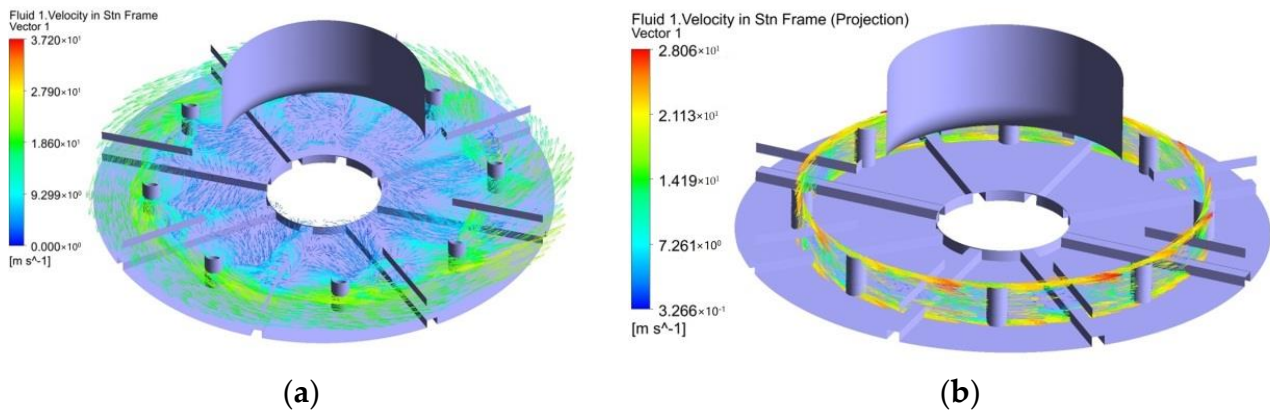 Fluid 1.Velocity in Stn Frame
Vector 1
3.720×10¹
2.790×10¹
1.860×10¹
9.299×10⁰
0.000×10⁰
[m s^-1]
(a)
Fluid 1.Velocity in Stn Frame (Projection)
Vector 1
2.806×10¹
2.113×10¹
1.419×10¹
7.261×10⁰
3.266×10⁻¹
[m s^-1]
(b)